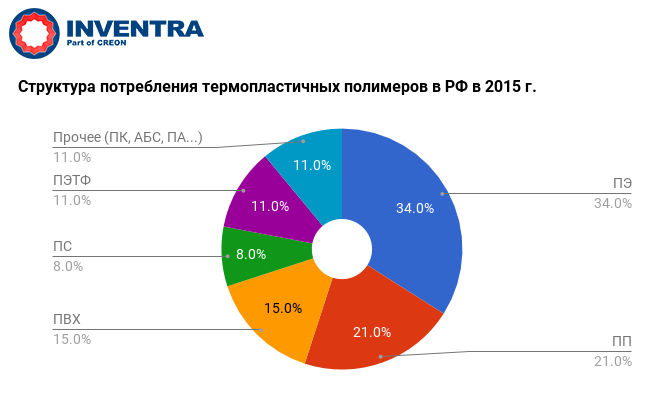 INVENTRA
Part of CREON
Структура потребления термопластичных полимеров в РФ в 2015 г.
Прочее (ПК, АБС, ПА...)
11.0%
ПЭТФ
11.0%
ПС
8.0%
ПВХ
15.0%
11.0%
11.0%
8.0%
15.0%
34.0%
21.0%
ПЭ
34.0%
ПП
21.0%